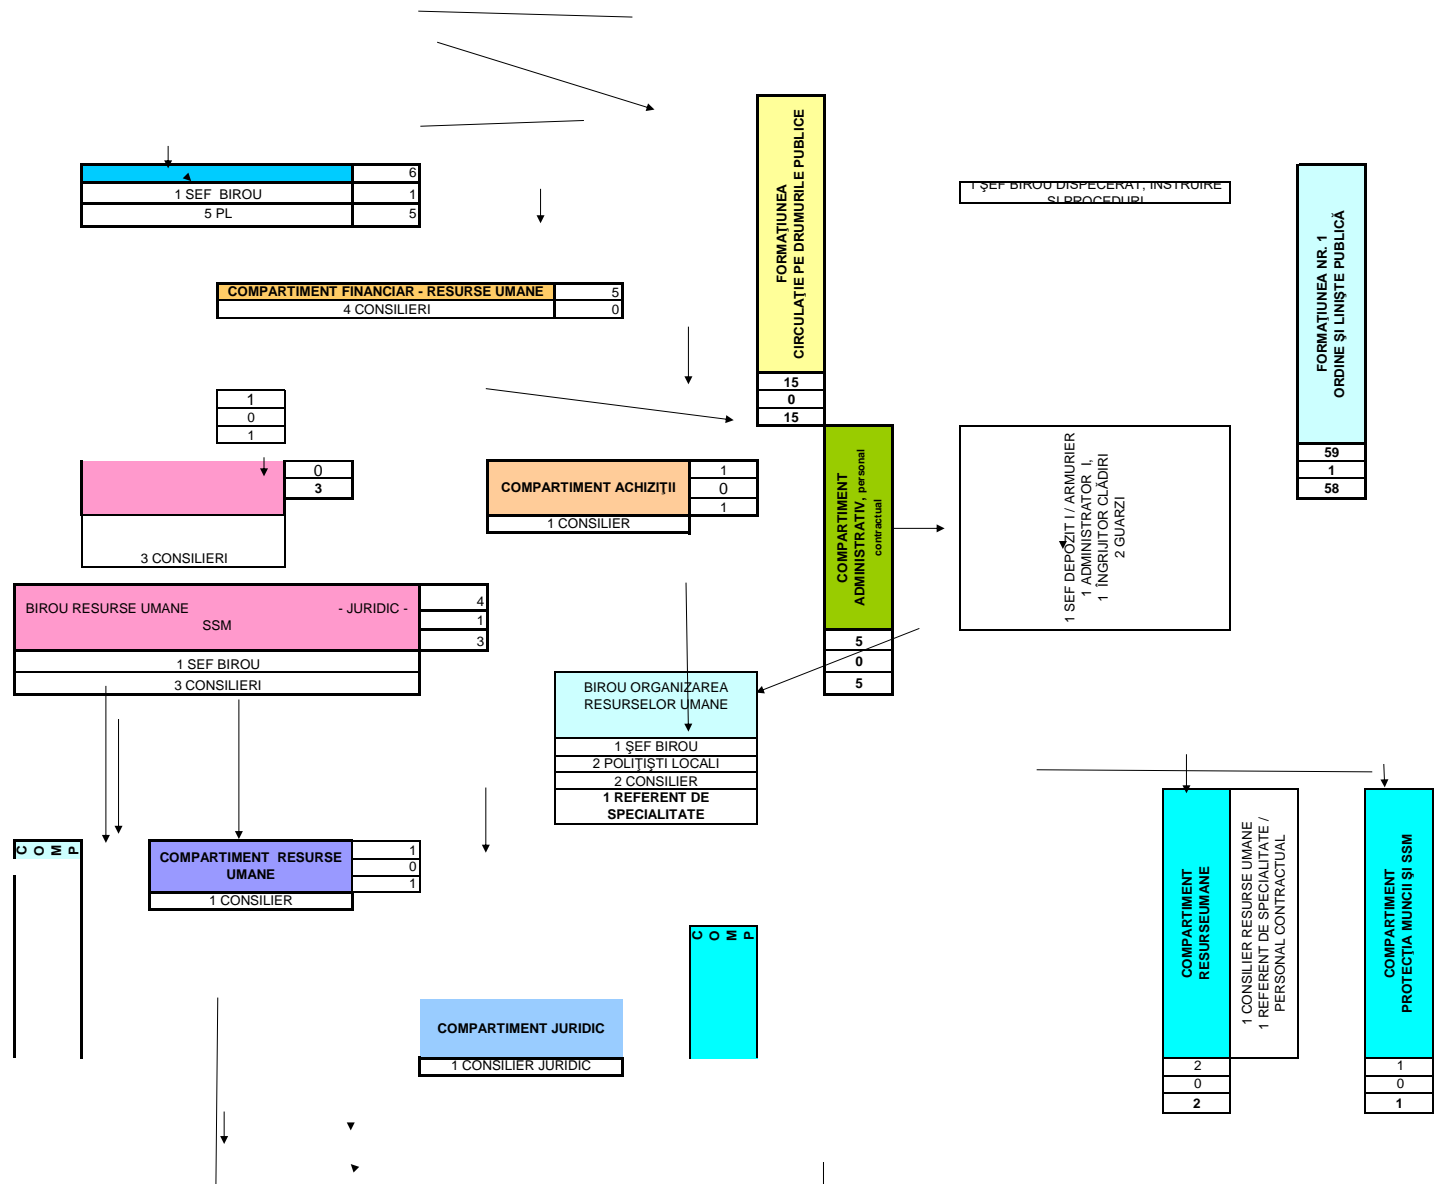 6
1 SEF BIROU
1
5 PL
5
FORMAŢIUNEA
CIRCULAŢIE PE DRUMURILE PUBLICE
15
0
15
1 ŞEF BIROU DISPECERAT, INSTRUIRE
SI PROCEDURI
FORMAŢIUNEA NR. 1
ORDINE ŞI LINIŞTE PUBLICĂ
59
1
58
COMPARTIMENT FINANCIAR - RESURSE UMANE
5
4 CONSILIERI
0
1
0
1
0
3
3 CONSILIERI
COMPARTIMENT ACHIZIŢII
1
0
1
1 CONSILIER
COMPARTIMENT
ADMINISTRATIV, personal
contractual
5
0
5
1 SEF DEPOZIT I / ARMURIER
1 ADMINISTRATOR I,
1 ÎNGRIJITOR CLĂDIRI
2 GUARZI
BIROU RESURSE UMANE - JURIDIC -
SSM
4
1
3
1 SEF BIROU
3 CONSILIERI
BIROU ORGANIZAREA
RESURSELOR UMANE
1 ŞEF BIROU
2 POLIŢIŞTI LOCALI
2 CONSILIER
1 REFERENT DE
SPECIALITATE
COMP
COMPARTIMENT RESURSE
UMANE
1
0
1
1 CONSILIER
COMP
COMPARTIMENT JURIDIC
1 CONSILIER JURIDIC
COMPARTIMENT
RESURSEUMANE
1 CONSILIER RESURSE UMANE
1 REFERENT DE SPECIALITATE /
PERSONAL CONTRACTUAL
2
0
2
COMPARTIMENT
PROTECŢIA MUNCII ŞI SSM
1
0
1